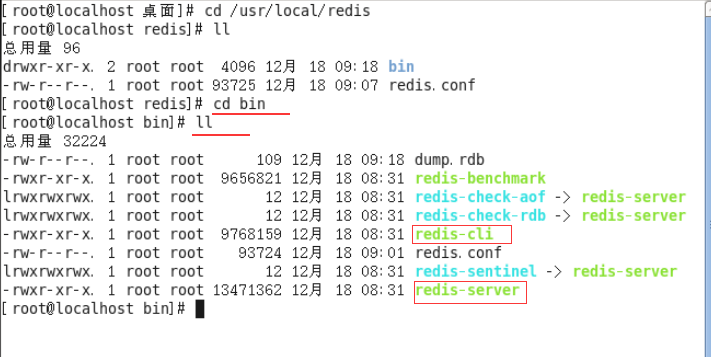 [root@localhost 桌面]# cd /usr/local/redis
[root@localhost redis]# ll
总用量 96
drwxr-xr-x. 2 root root  4096 12月 18 09:18 bin
-rw-r--r--. 1 root root 93725 12月 18 09:07 redis.conf
[root@localhost redis]# cd bin
[root@localhost bin]# ll
总用量 32224
-rw-r--r--. 1 root root      109 12月 18 09:18 dump.rdb
-rwxr-xr-x. 1 root root  9656821 12月 18 08:31 redis-benchmark
lrwxrwxrwx. 1 root root       12 12月 18 08:31 redis-check-aof -> redis-server
lrwxrwxrwx. 1 root root       12 12月 18 08:31 redis-check-rdb -> redis-server
-rwxr-xr-x. 1 root root  9768159 12月 18 08:31 redis-cli
-rw-r--r--. 1 root root    93724 12月 18 09:01 redis.conf
lrwxrwxrwx. 1 root root       12 12月 18 08:31 redis-sentinel -> redis-server
-rwxr-xr-x. 1 root root 13471362 12月 18 08:31 redis-server
[root@localhost bin]#